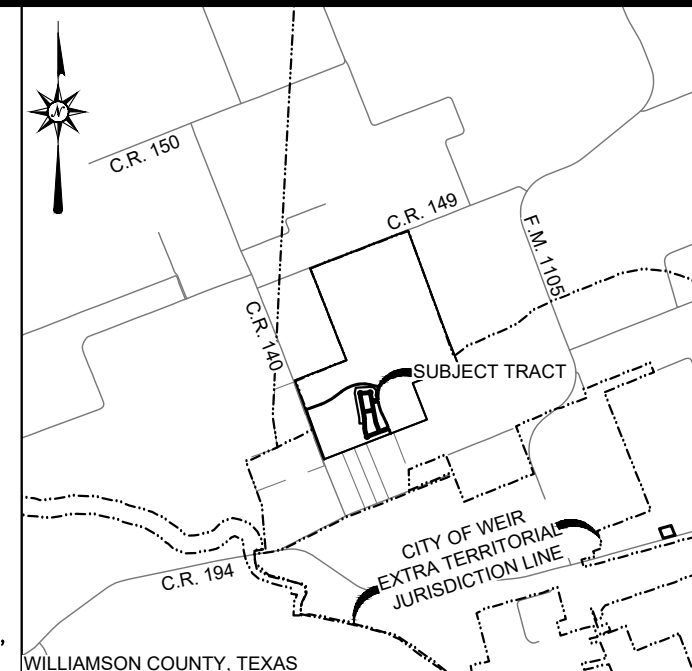 N
C.R. 150
C.R. 149
F.M. 1105
C.R. 140
SUBJECT TRACT
CITY OF WEIR
EXTRA TERRITORIAL
JURISDICTION LINE
C.R. 194
,
WILLIAMSON COUNTY, TEXAS